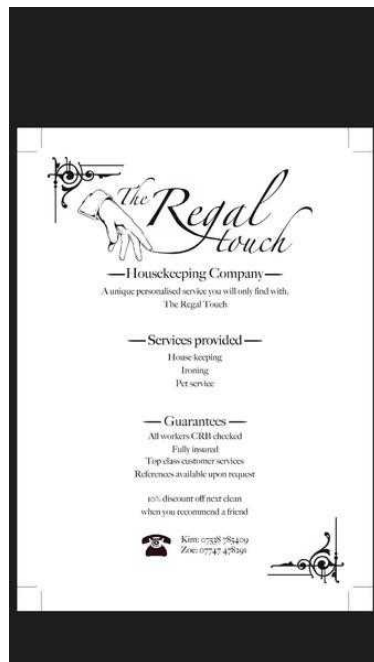 The Regal
touch
Housekeeping Company
A unique personalised service you will only find with.
The Regal Touch
Services provided
House keeping
Ironing
Pet service
Guarantees
All workers CRB checked
Fully insured
Top class customer services
References available upon request
10% discount off next clean
when you recommend a friend
Kim: 07538 785409
Zoe: 07747 478291